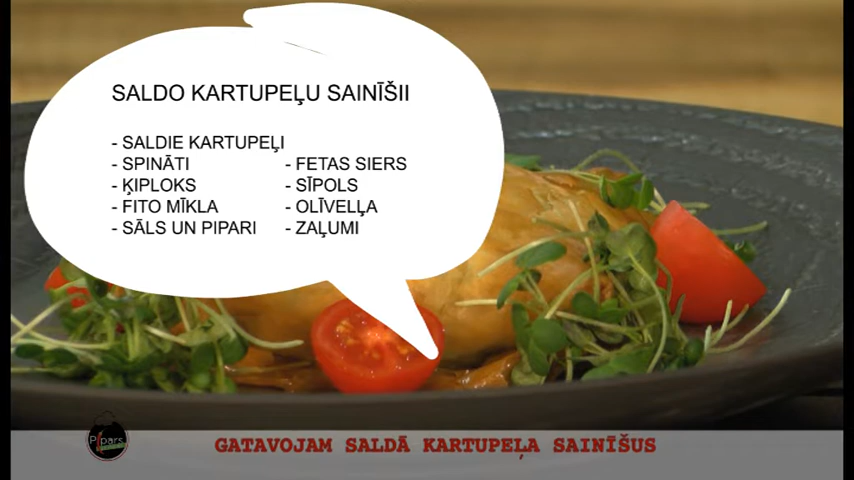 SALDO KARTUPEĻU SAINĪŠII
- SALDIE KARTUPEĻI
- SPINĀTI
- ĶIPLOKS
- FITO MĪKLA
- SĀLS UN PIPARI
- FETAS SIERS
- SĪPOLS
- OLĪVEĻĻA
- ZAĻUMI
Pipars
GATAVOJAM SALDĀ KARTUPEĻA SAINĪŠUS